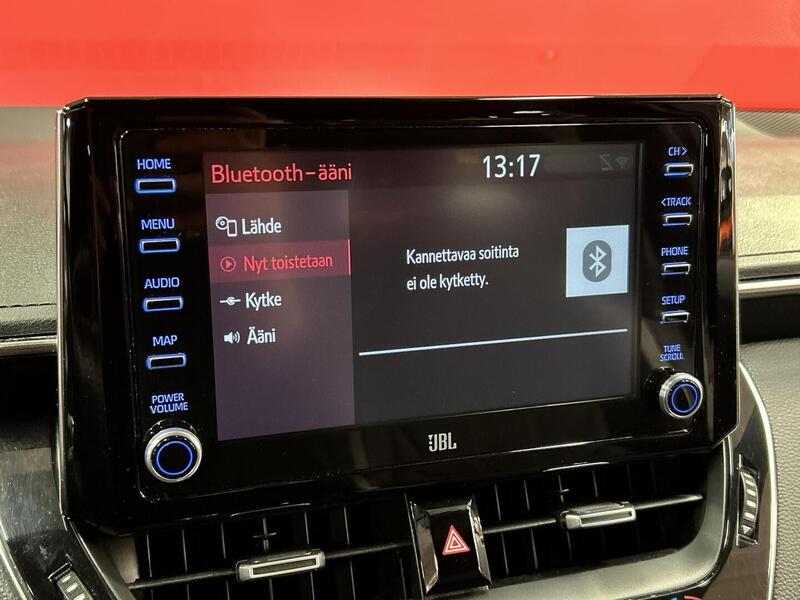 HOME
MENU
AUDIO
MAP
POWER
VOLUME
Bluetooth-ääni
13:17
Lähde
Nyt toistetaan
Kytke
Ääni
Kannettavaa soitinta
ei ole kytketty.
CH>
<TRACK
PHONE
SETUP
TUNE
SCROLL
JBL